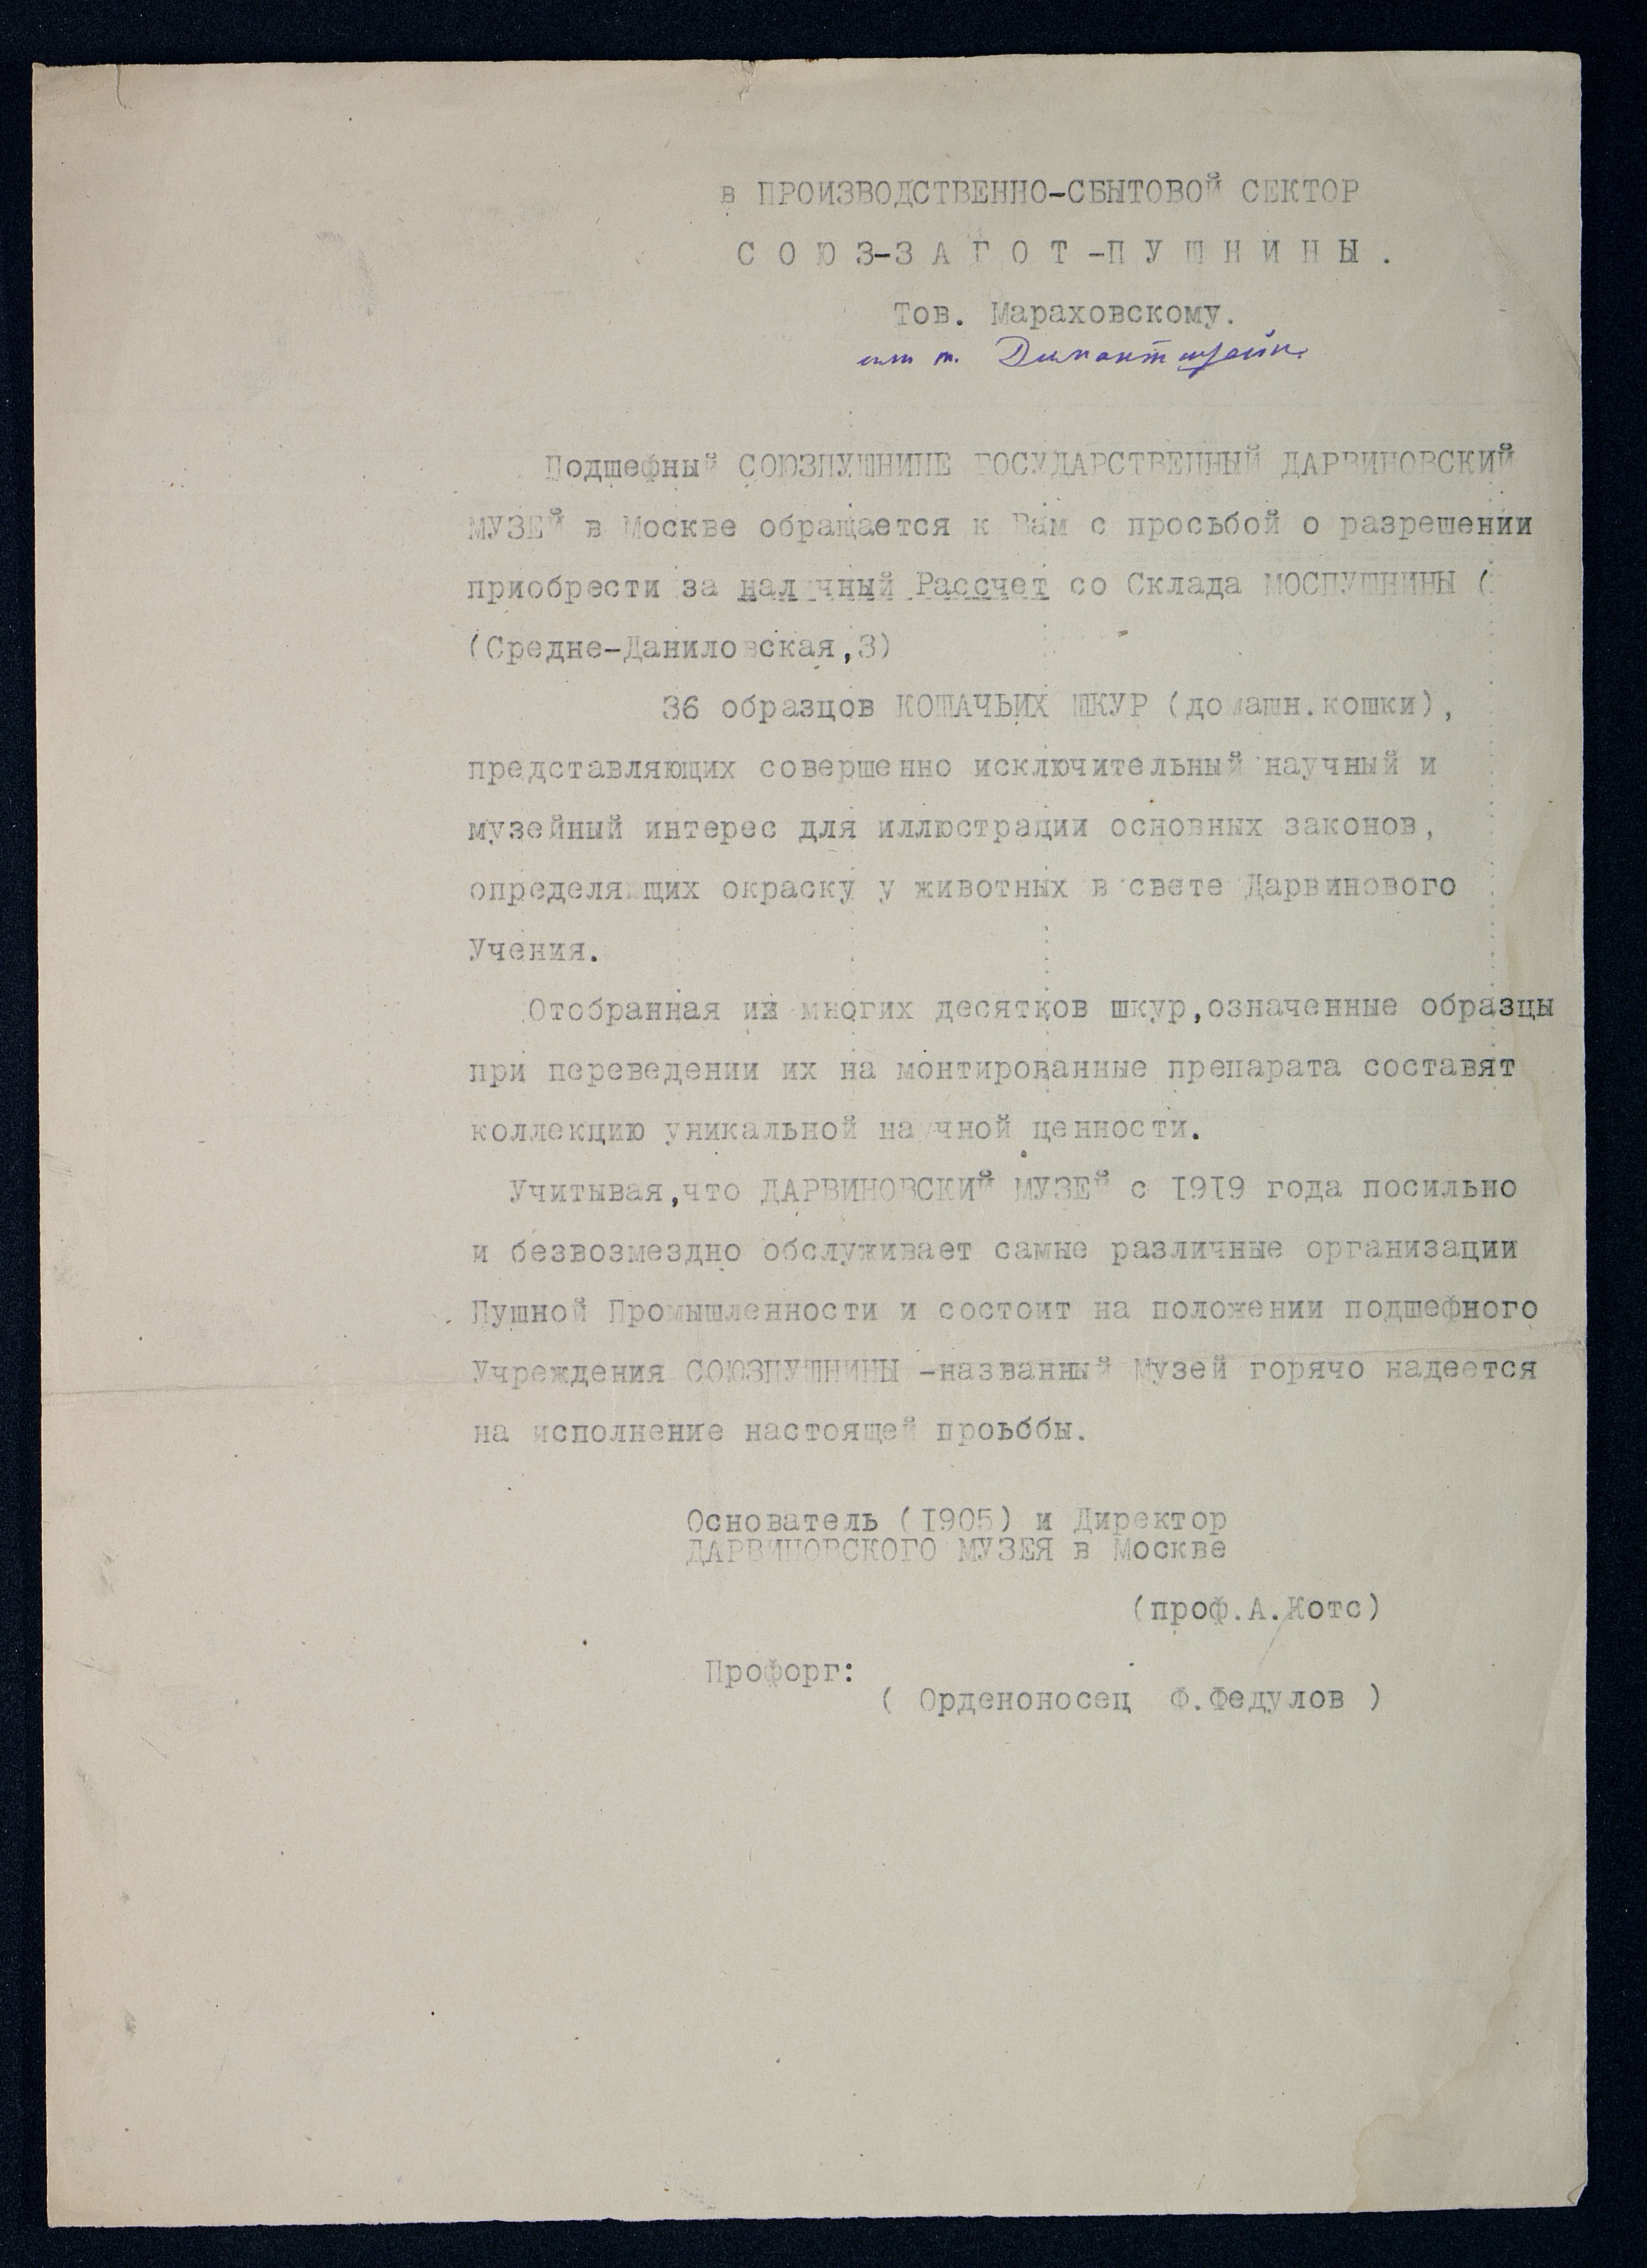 в ПРОИЗВОДСТВЕННО-СБЫТОВОЙ СЕКТОР
С О Ю З-З А Г О Т -П У Ш Н И Н Ы .
Тов. Мараховскому.
или т.
Подшефный СОЮЗПУШНИНЕ ГОСУДАРСТВЕННЫЙ ДАРВИНОВСКИЙ
МУЗЕЙ в Москве обращается к Вам с просьбой о разрешении
приобрести за наличный Рассчет со Склада МОСПУШНИНЫ (
(Средне-Даниловская,3)
36 образцов КОШАЧЬИХ ШКУР (домашн.кошки),
представляющих совершенно исключительный научный и
музейный интерес для иллюстрации основных законов,
определяющих окраску у животных в свете Дарвинового
Учения.
Отобранная из многих десятков шкур,означенные образцы
при переведении их на монтированные препарата составят
коллекцию уникальной научной ценности.
Учитывая,что ДАРВИНОВСКИЙ МУЗЕЙ с 1919 года посильно
и безвозмездно обслуживает самые различные организации
Пушной Промышленности и состоит на положении подшефного
Учреждения СОЮЗПУШНИНЫ -названный Музей горячо надеется
на исполнение настоящей проьббы.
Основатель (1905) и Директор
ДАРВИНОВСКОГО МУЗЕЯ в Москве
(проф.А.Котс)
Профорг:
( Орденоносец Ф.Федулов )